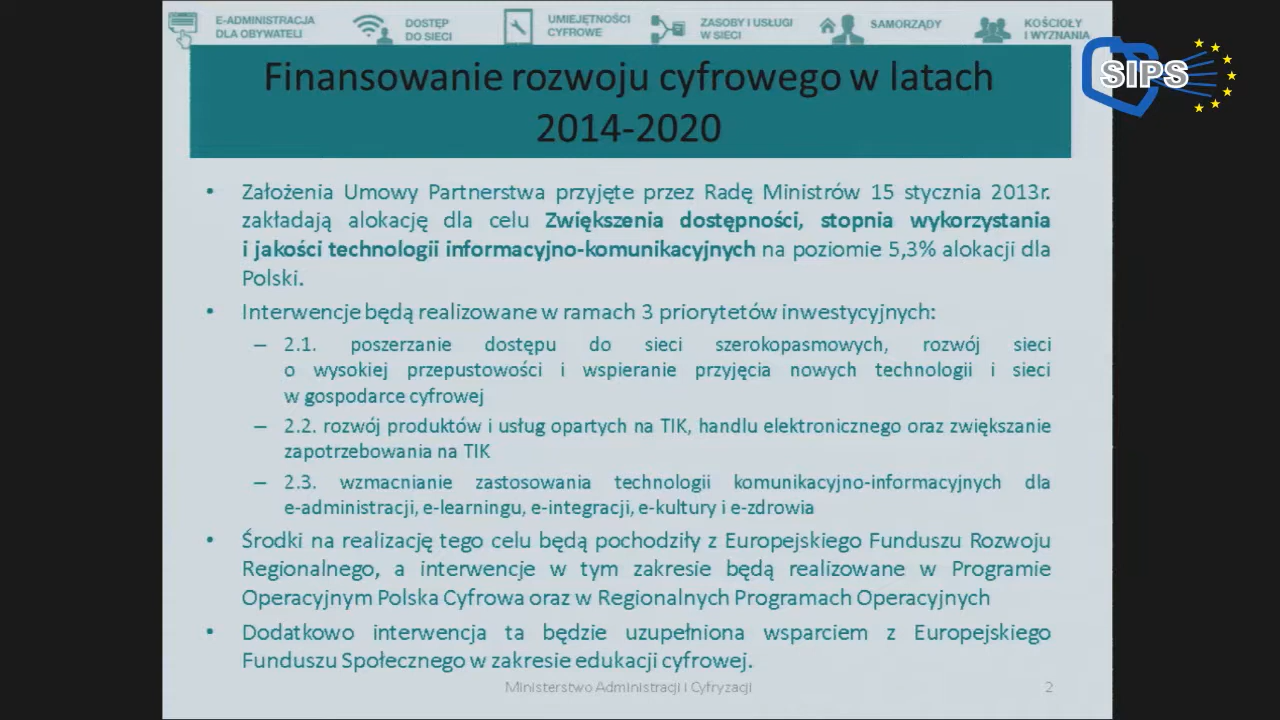 E-ADMINISTRACJA
DLA OBYWATELI
DOSTĘP
DO SIECI
UMIEJĘTNOŚCI
CYFROWE
ZASOBY I USŁUGI
W SIECI
SAMORZĄDY
KOŚCIOŁY
I WYZNANIA
SIPS
Finansowanie rozwoju cyfrowego w latach
2014-2020
• Założenia Umowy Partnerstwa przyjęte przez Radę Ministrów 15 stycznia 2013r.
zakładają alokację dla celu Zwiększenia dostępności, stopnia wykorzystania
i jakości technologii informacyjno-komunikacyjnych na poziomie 5,3% alokacji dla
Polski.
• Interwencje będą realizowane w ramach 3 priorytetów inwestycyjnych:
– 2.1. poszerzanie dostępu do sieci szerokopasmowych, rozwój sieci
o wysokiej przepustowości i wspieranie przyjęcia nowych technologii i sieci
w gospodarce cyfrowej
– 2.2. rozwój produktów i usług opartych na TIK, handlu elektronicznego oraz zwiększanie
zapotrzebowania na TIK
– 2.3. wzmacnianie zastosowania technologii komunikacyjno-informacyjnych dla
e-administracji, e-learningu, e-integracji, e-kultury i e-zdrowia
• Środki na realizację tego celu będą pochodziły z Europejskiego Funduszu Rozwoju
Regionalnego, a interwencje w tym zakresie będą realizowane w Programie
Operacyjnym Polska Cyfrowa oraz w Regionalnych Programach Operacyjnych
• Dodatkowo interwencja ta będzie uzupełniona wsparciem z Europejskiego
Funduszu Społecznego w zakresie edukacji cyfrowej.
Ministerstwo Administracji i Cyfryzacji
2